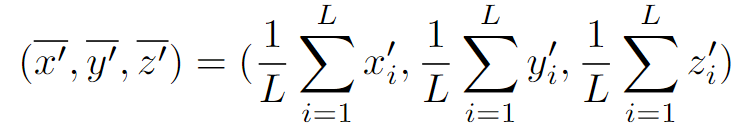 (\overline{x'}, \overline{y'}, \overline{z'}) = (\frac{1}{L} \sum_{i=1}^{L} x'_i, \frac{1}{L} \sum_{i=1}^{L} y'_i, \frac{1}{L} \sum_{i=1}^{L} z'_i)